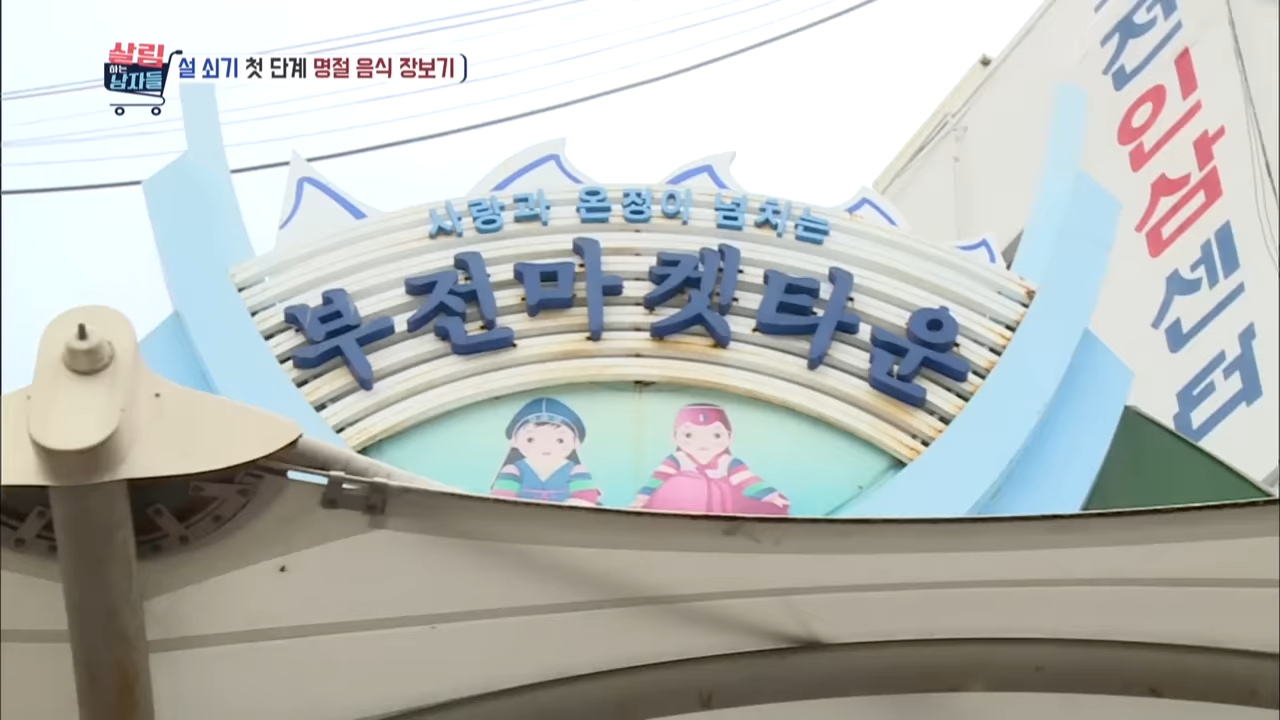 살림
하는
남자들
설 쇠기 첫 단계 명절 음식 장보기)
사랑과 온정이 넘치는
부전마켓타운
전인삼센터